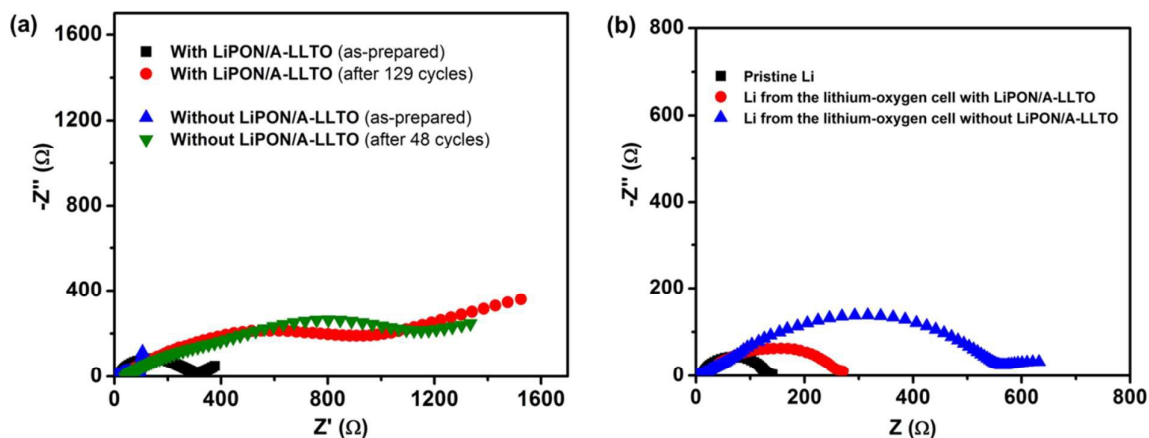 (a)
1600
1200
800
400
0
-Z'' (Ω)
With LiPON/A-LLTO (as-prepared)
With LiPON/A-LLTO (after 129 cycles)
Without LiPON/A-LLTO (as-prepared)
Without LiPON/A-LLTO (after 48 cycles)
0 400 800 1200 1600
Z' (Ω)
(b)
800
600
400
200
0
-Z'' (Ω)
Pristine Li
Li from the lithium-oxygen cell with LiPON/A-LLTO
Li from the lithium-oxygen cell without LiPON/A-LLTO
0 200 400 600 800
Z (Ω)